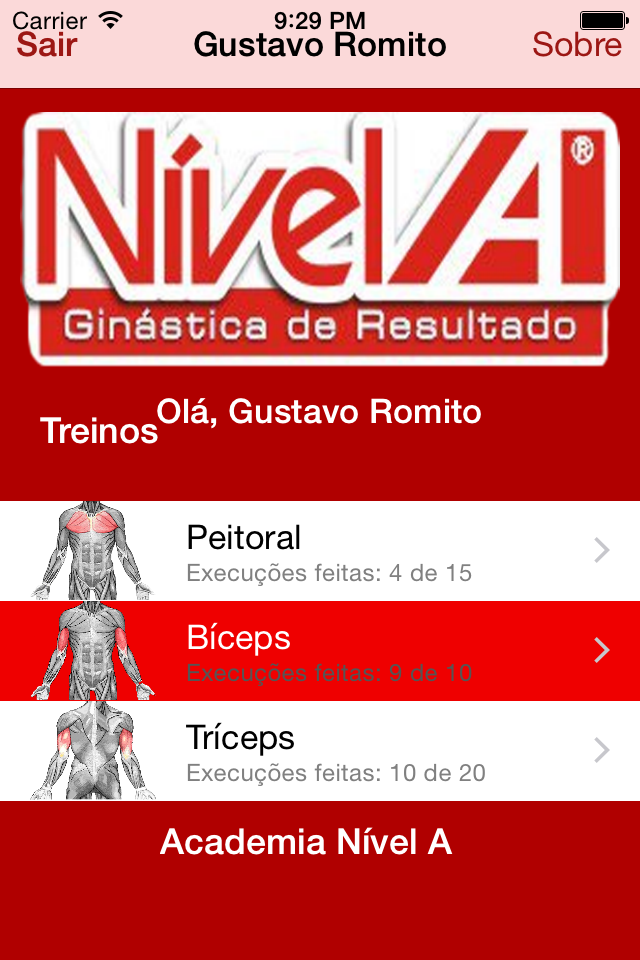 Carrier 9:29 PM
Sair Gustavo Romito Sobre
Nível A ®
Ginástica de Resultado
Olá, Gustavo Romito
Treinos
Peitoral
Execuções feitas: 4 de 15
Bíceps
Execuções feitas: 9 de 10
Tríceps
Execuções feitas: 10 de 20
Academia Nível A